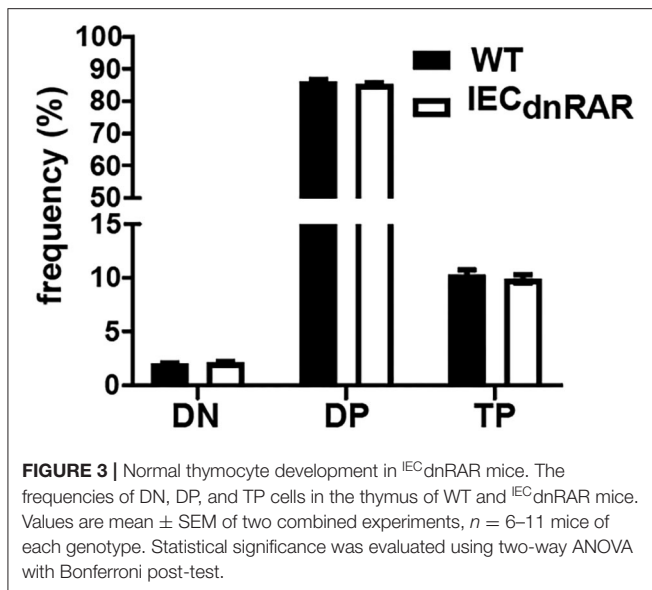 frequency (%)
100
90
80
70
60
50
15
10
5
0
WT
IECdnRAR
DN DP TP
FIGURE 3 | Normal thymocyte development in IECdnRAR mice. The
frequencies of DN, DP, and TP cells in the thymus of WT and IECdnRAR mice.
Values are mean ± SEM of two combined experiments, n = 6–11 mice of
each genotype. Statistical significance was evaluated using two-way ANOVA
with Bonferroni post-test.